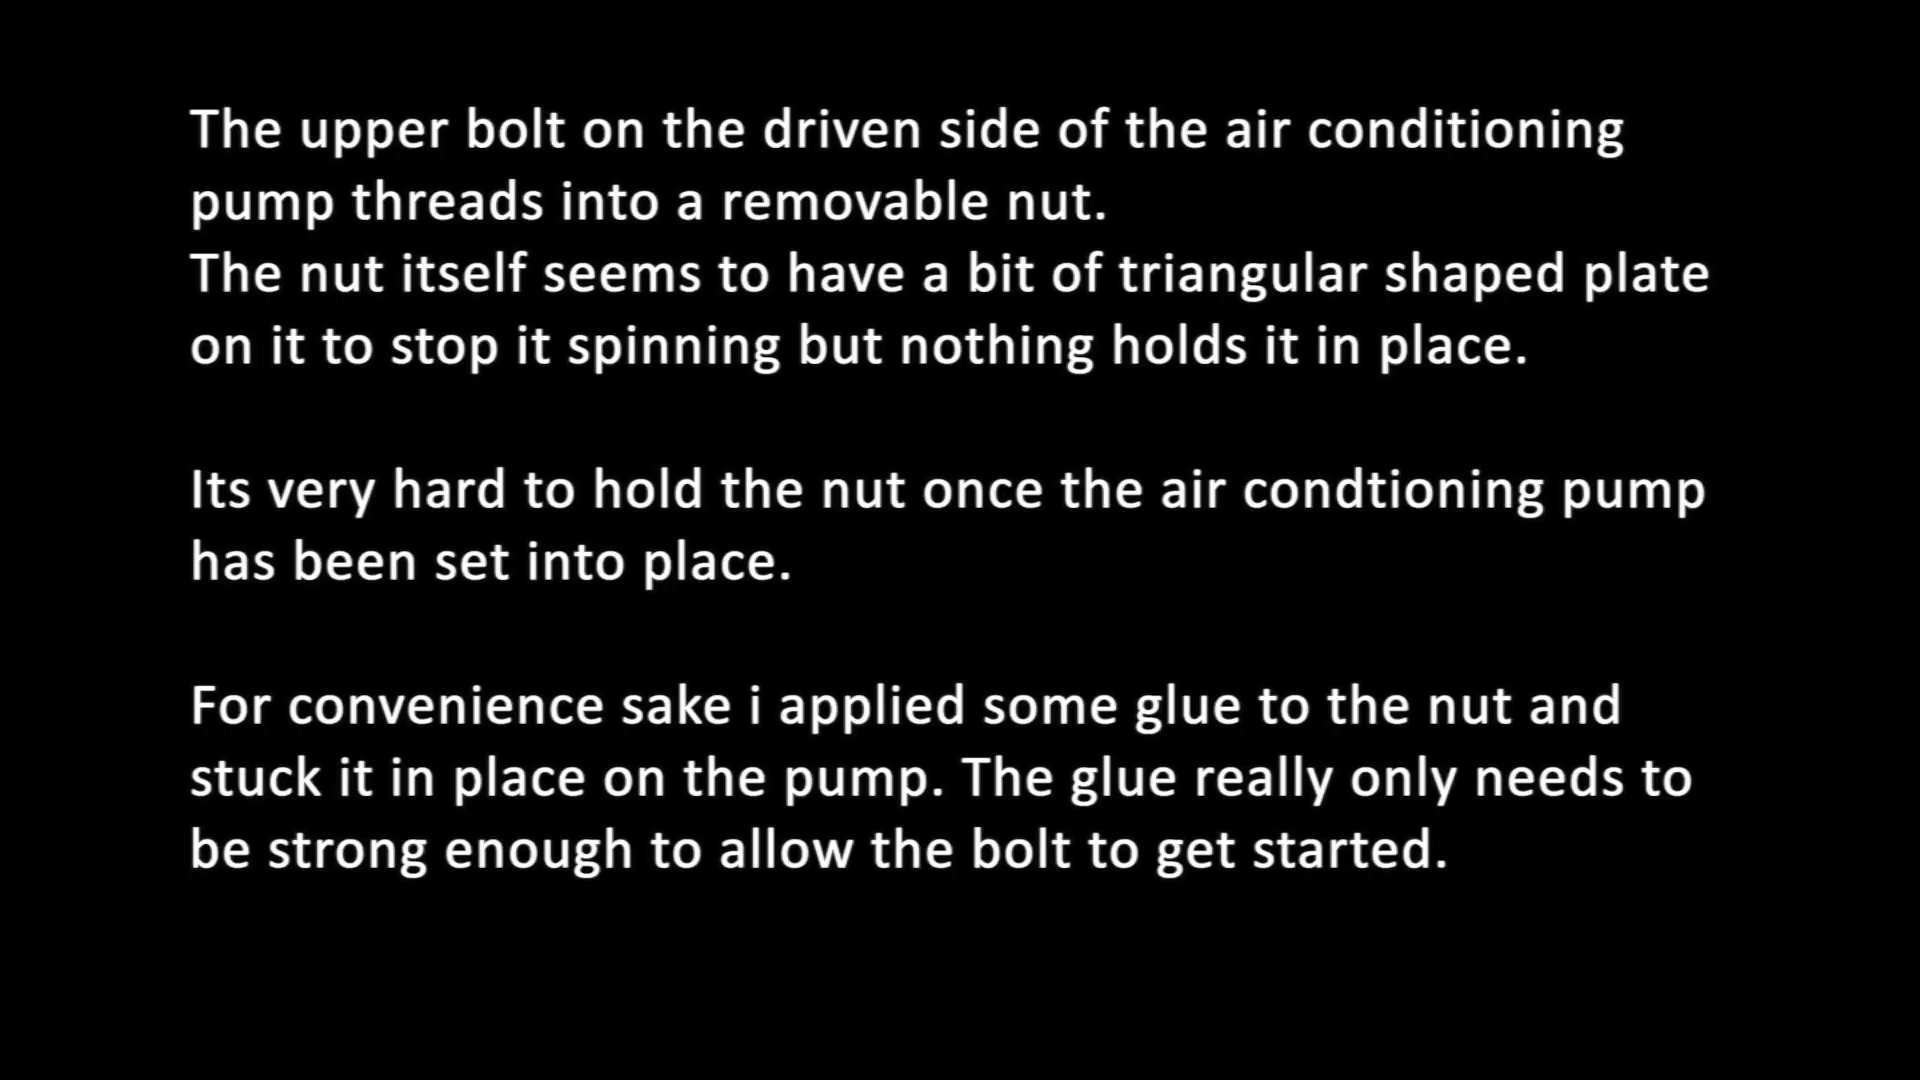 The upper bolt on the driven side of the air conditioning
pump threads into a removable nut.
The nut itself seems to have a bit of triangular shaped plate
on it to stop it spinning but nothing holds it in place.
Its very hard to hold the nut once the air condtioning pump
has been set into place.
For convenience sake i applied some glue to the nut and
stuck it in place on the pump. The glue really only needs to
be strong enough to allow the bolt to get started.